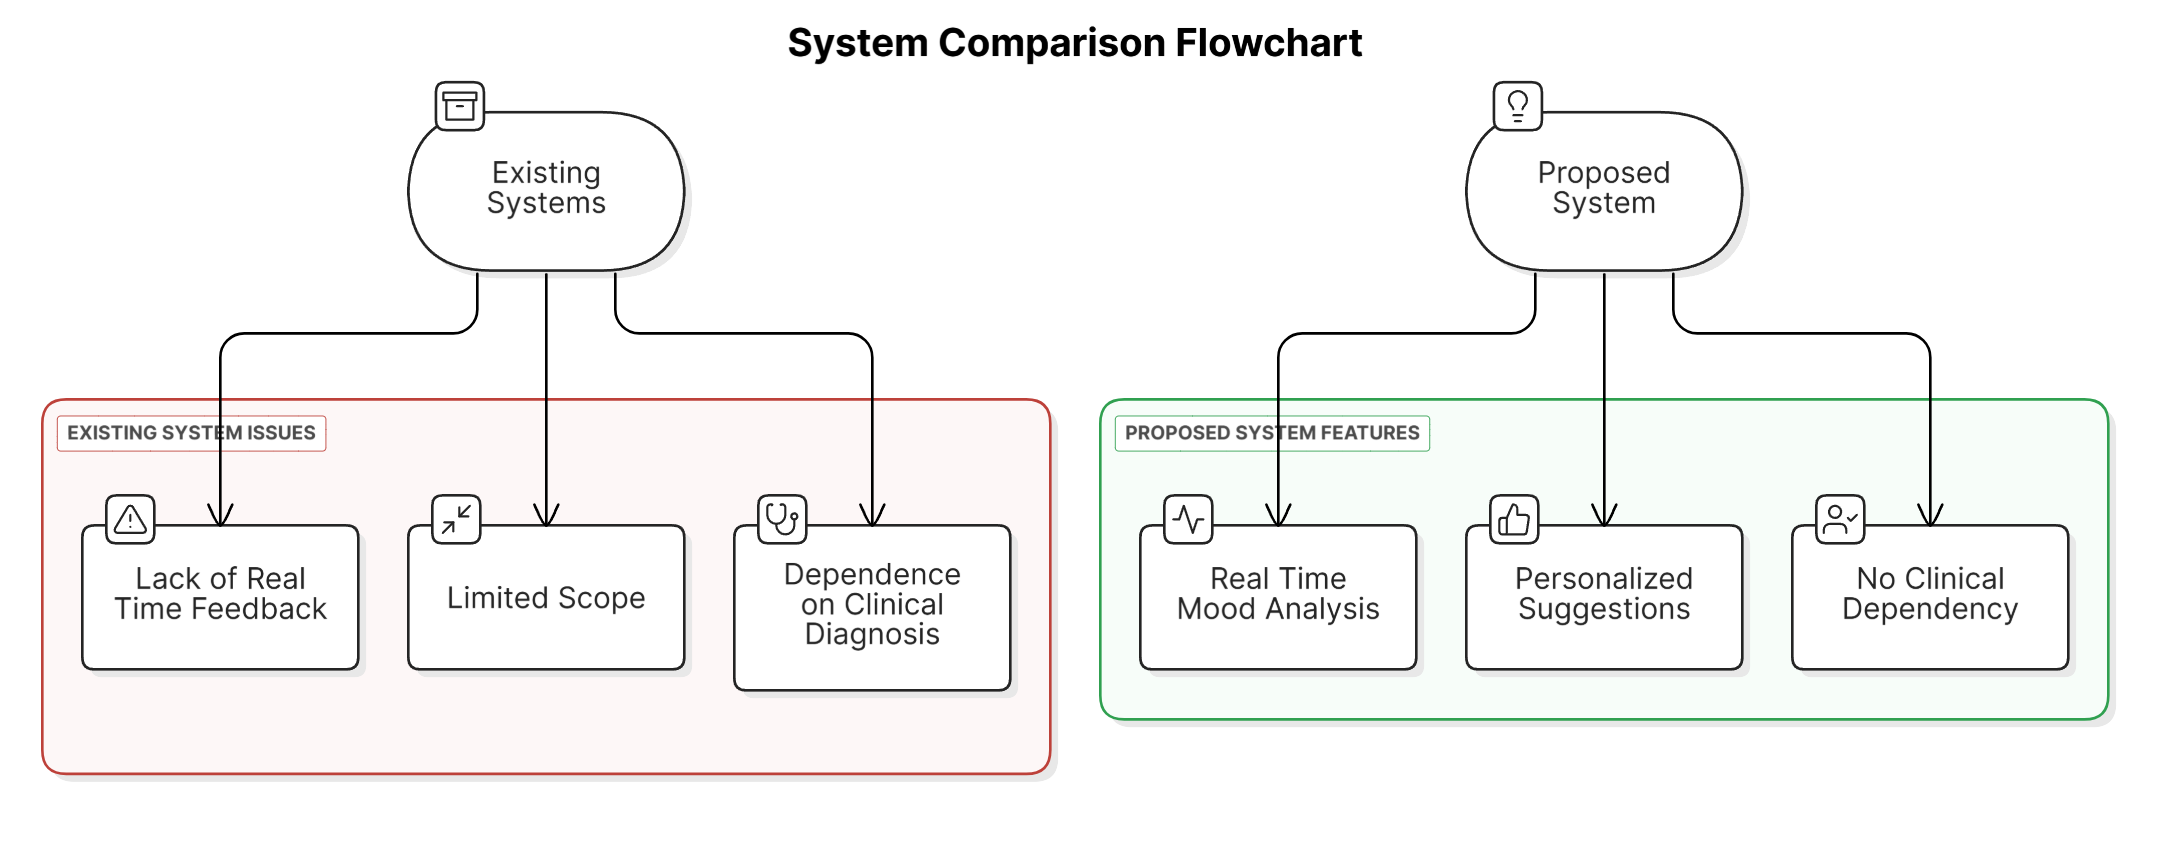 System Comparison Flowchart
Existing
Systems
Proposed
System
EXISTING SYSTEM ISSUES
Lack of Real
Time Feedback
Limited Scope
Dependence
on Clinical
Diagnosis
PROPOSED SYSTEM FEATURES
Real Time
Mood Analysis
Personalized
Suggestions
No Clinical
Dependency